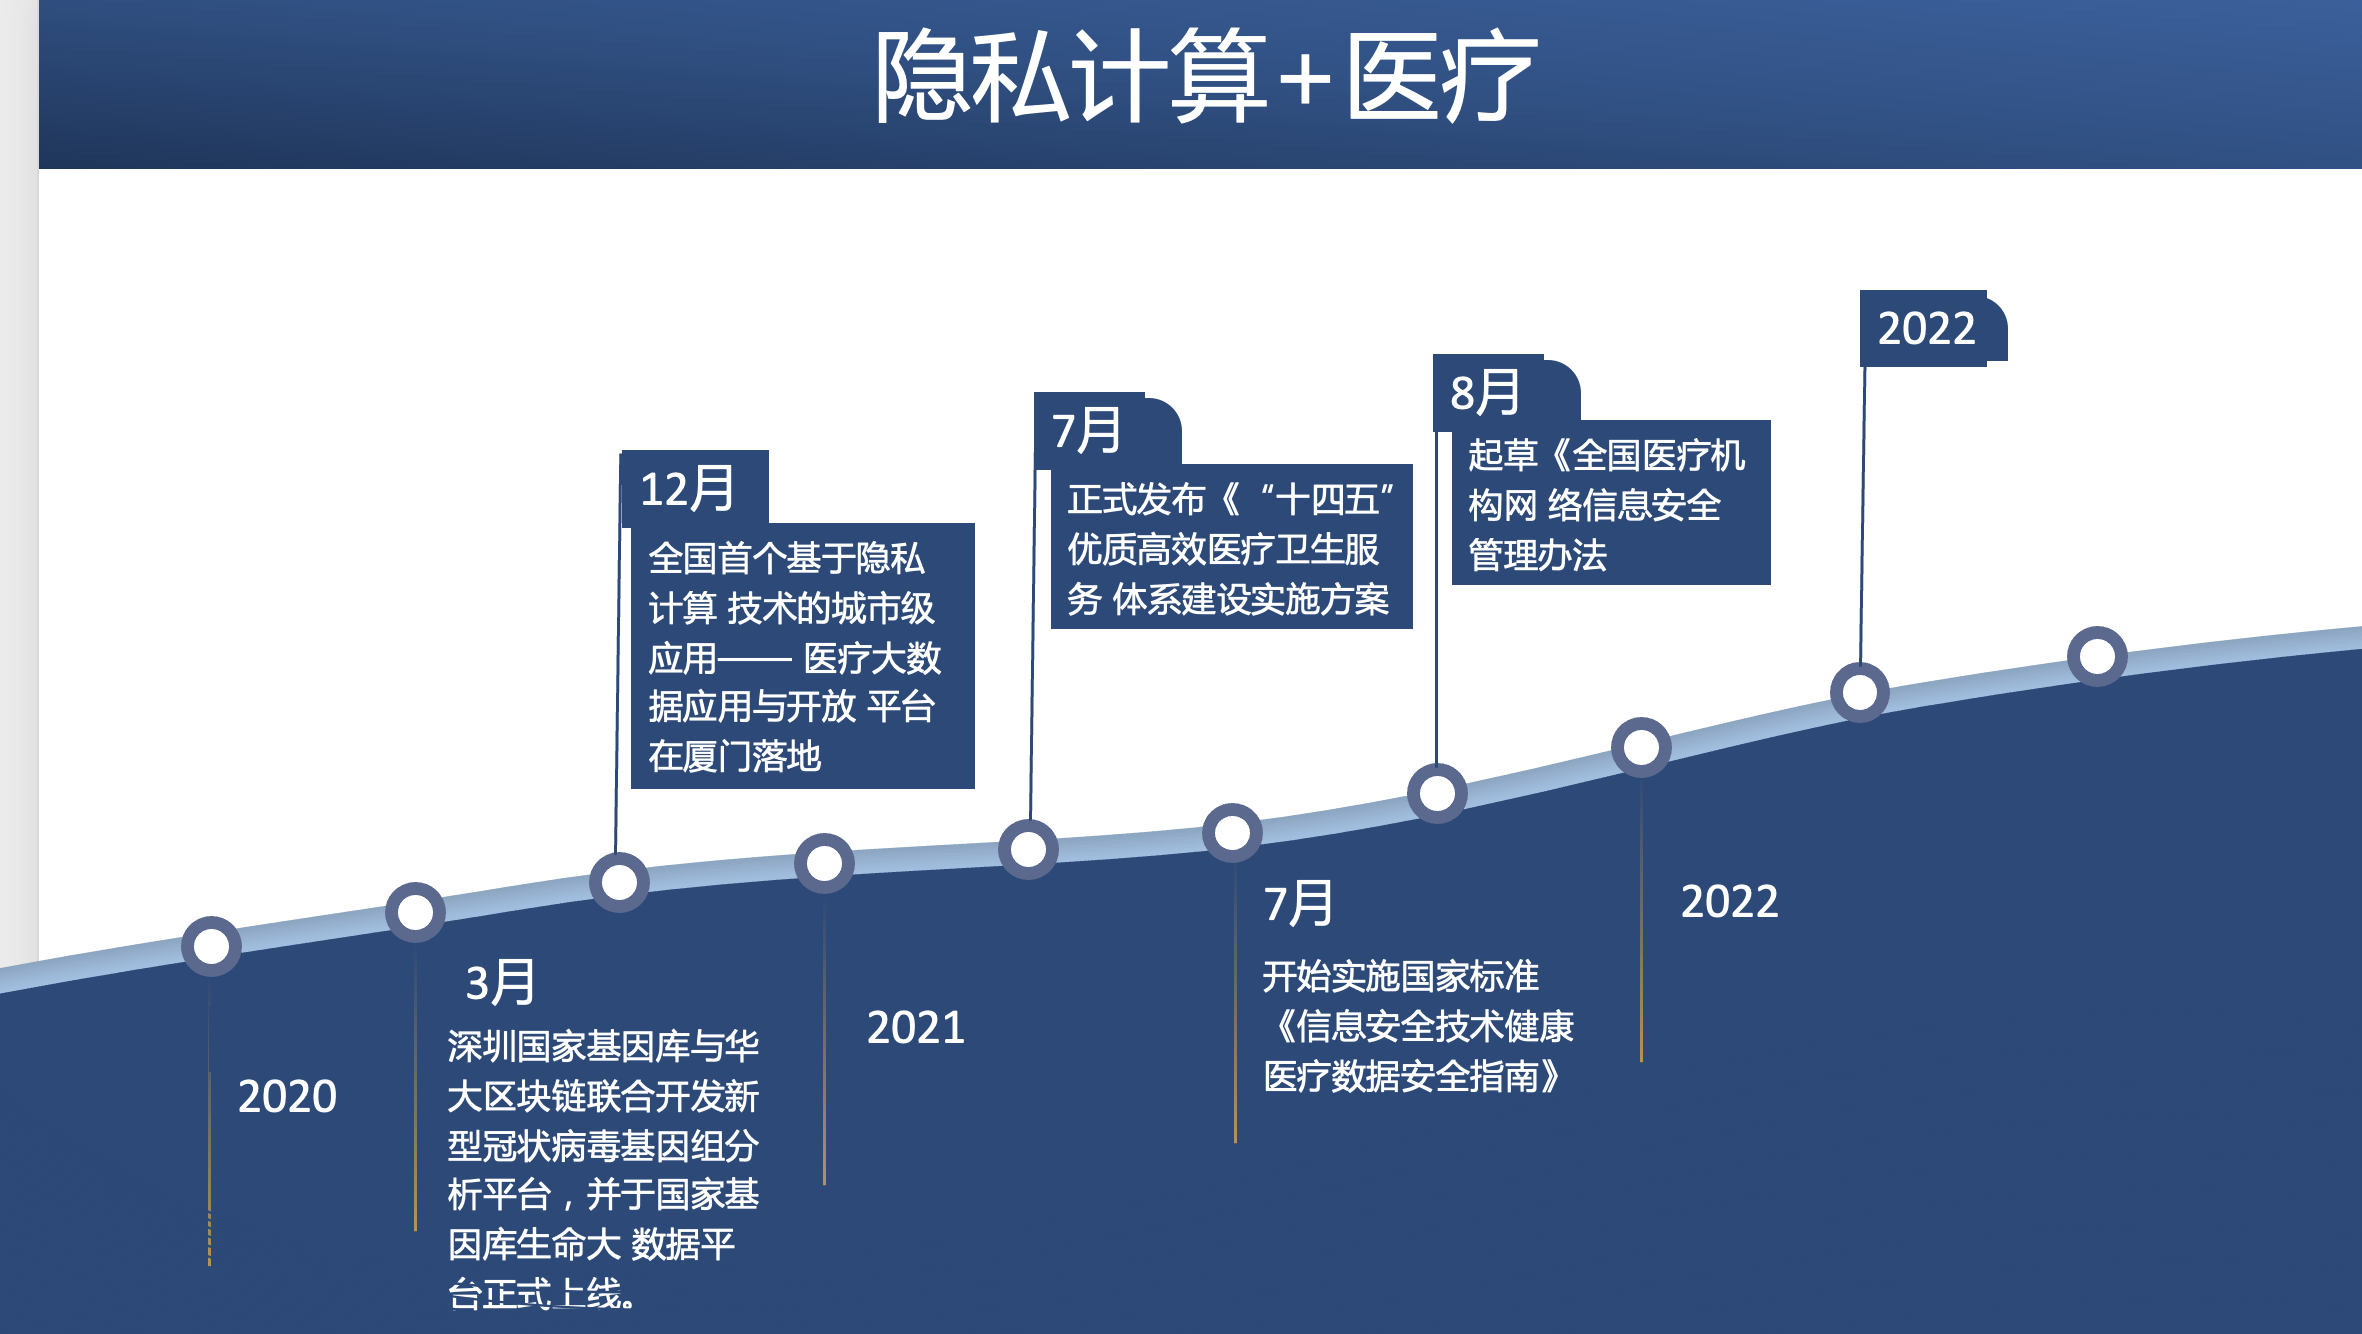 隐私计算+医疗
2020
3月
深圳国家基因库与华
大区块链联合开发新
型冠状病毒基因组分
析平台，并于国家基
因库生命大 数据平
台正式上线。
12月
全国首个基于隐私
计算 技术的城市级
应用—— 医疗大数
据应用与开放 平台
在厦门落地
2021
7月
正式发布《 “十四五”
优质高效医疗卫生服
务 体系建设实施方案
7月
开始实施国家标准
《信息安全技术健康
医疗数据安全指南》
8月
起草《全国医疗机
构网 络信息安全
管理办法
2022
2022